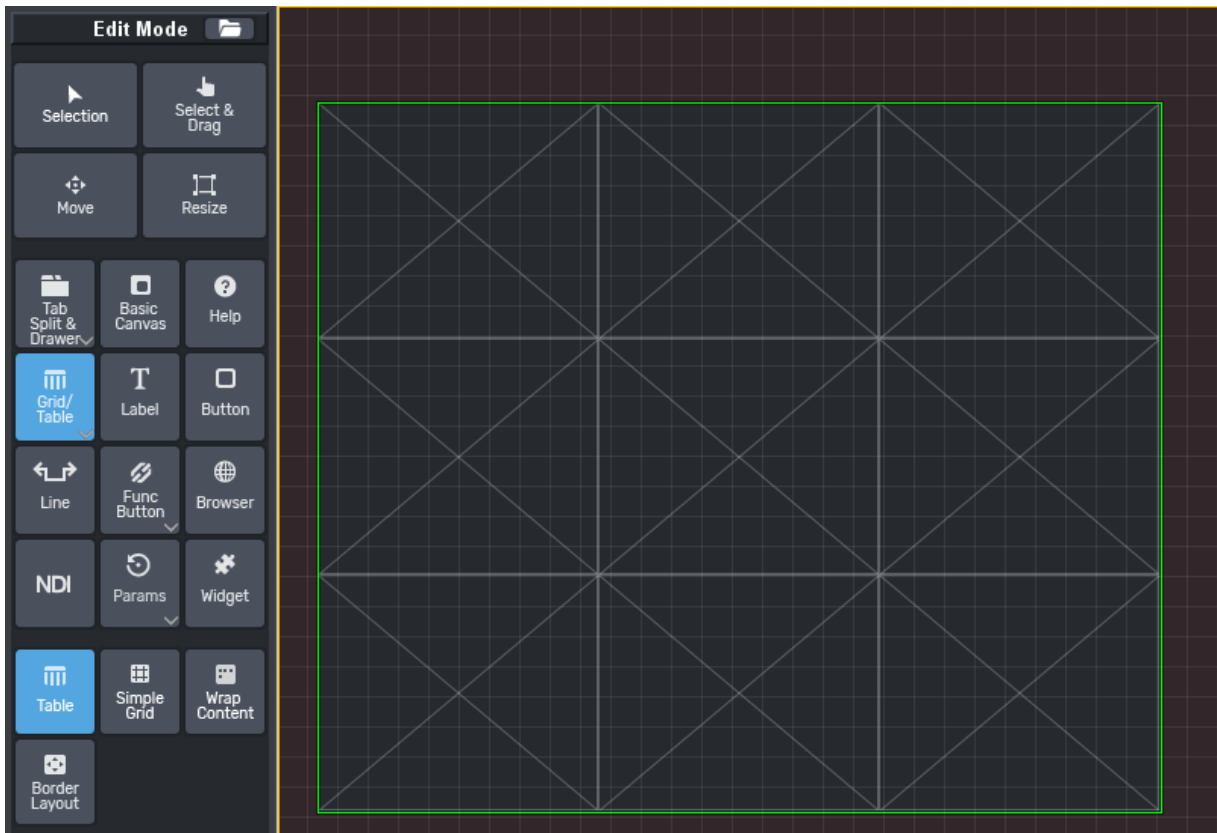 Edit Mode
Selection
Select &
Drag
Move
Resize
Tab
Split &
Drawer
Basic
Canvas
Help
Grid/
Table
Label
Button
Line
Func
Button
Browser
NDI
Params
Widget
Table
Simple
Grid
Wrap
Content
Border
Layout